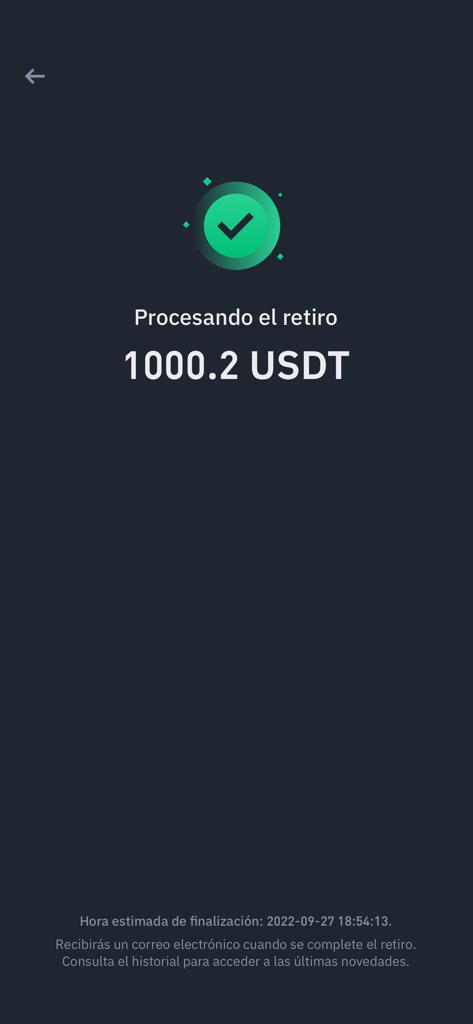 Procesando el retiro
1000.2 USDT
Hora estimada de finalización: 2022-09-27 18:54:13.
Recibirás un correo electrónico cuando se complete el retiro.
Consulta el historial para acceder a las últimas novedades.